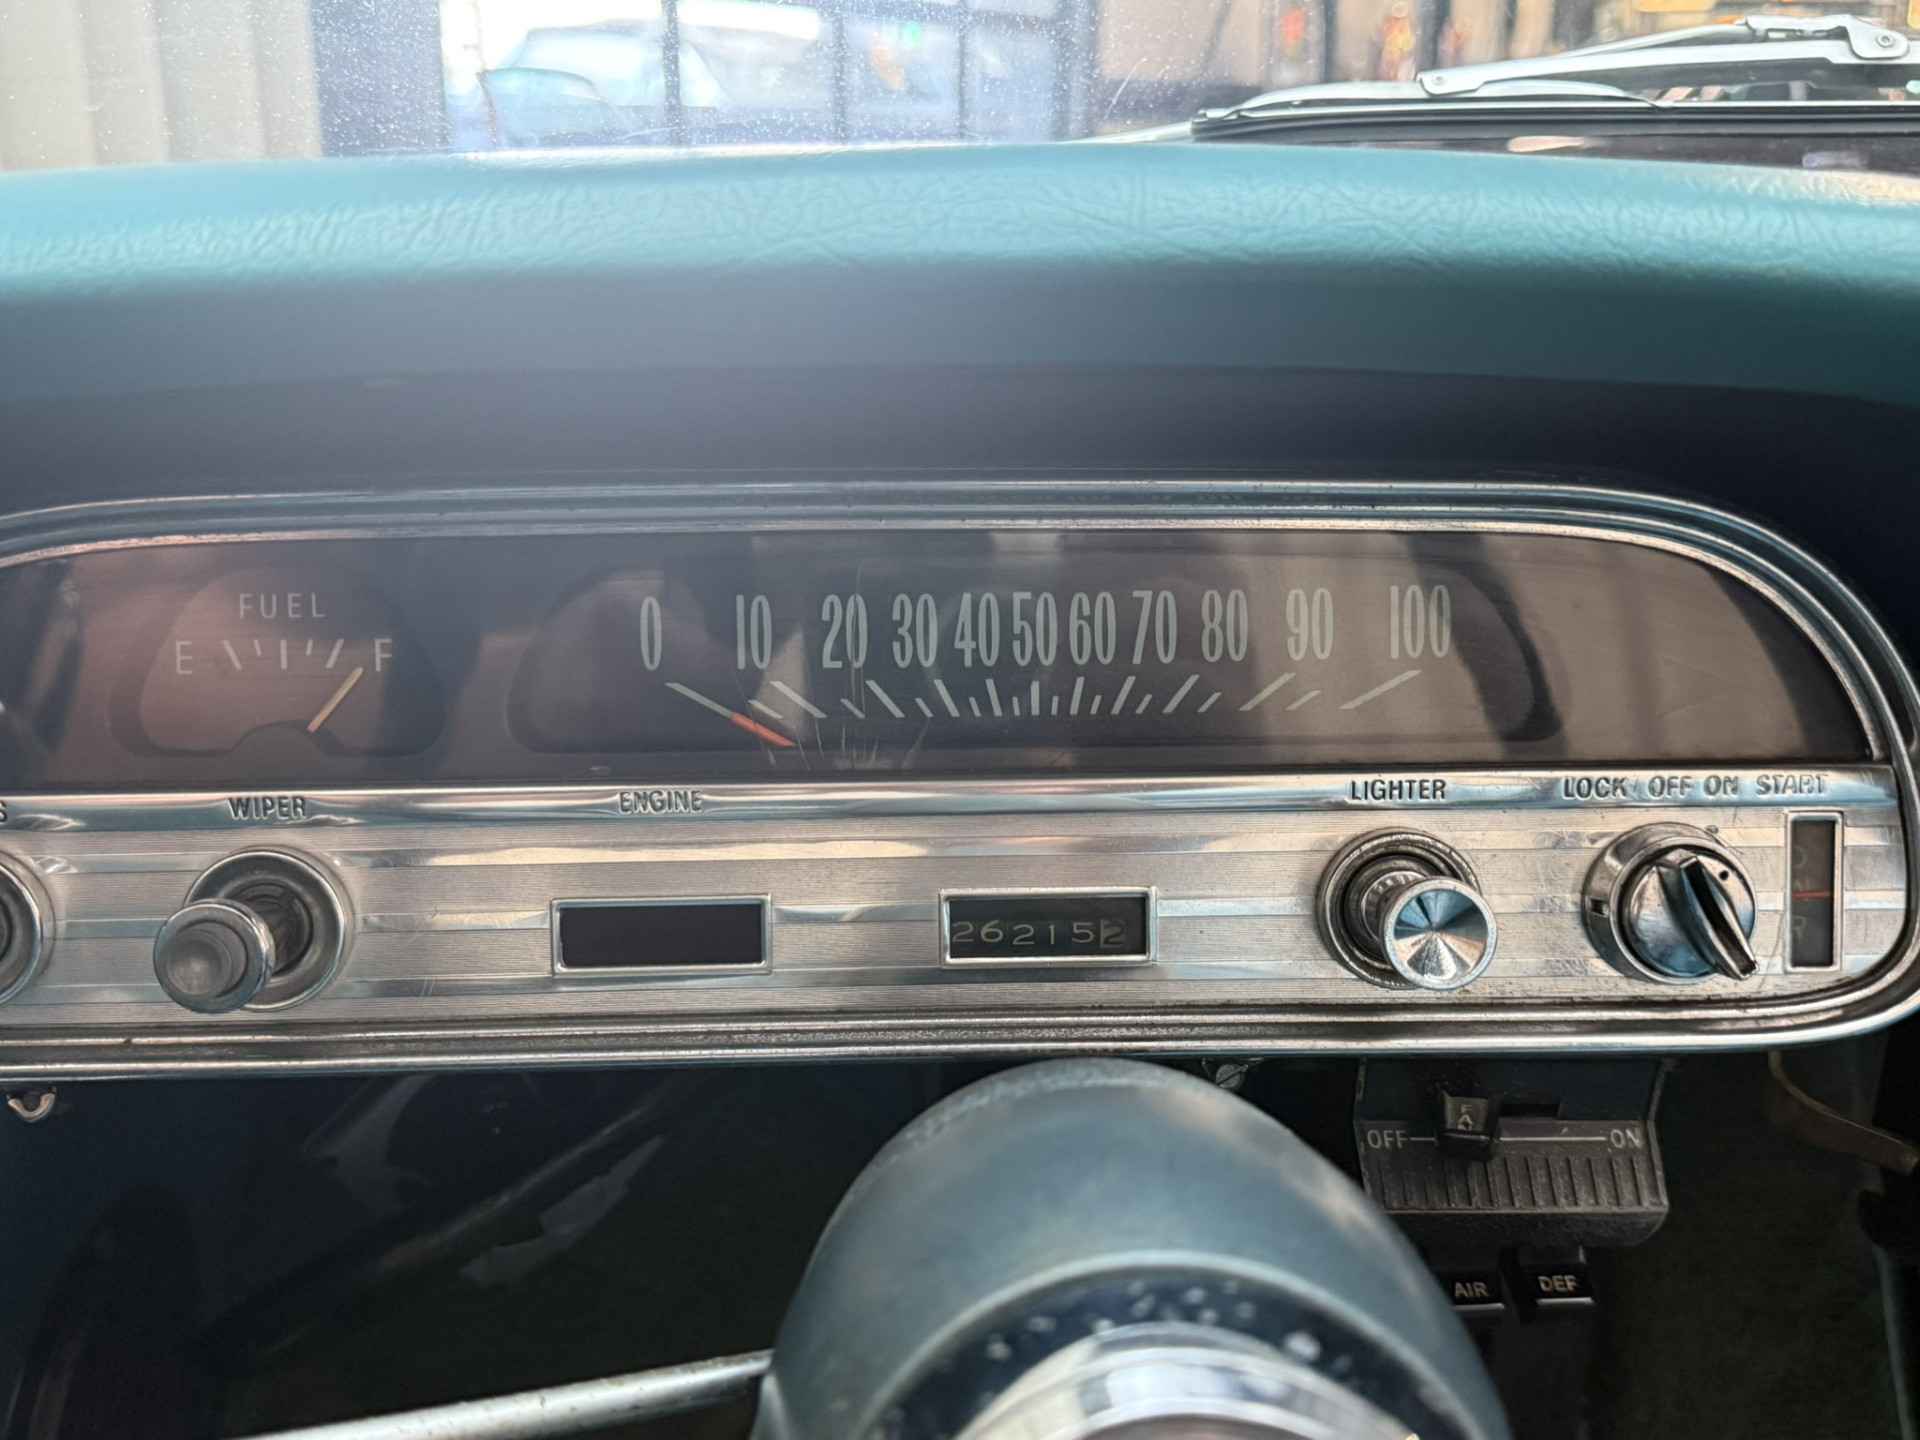 FUEL
E F
0 10 20 30 40 50 60 70 80 90 100
WIPER ENGINE LIGHTER LOCK OFF ON START
262152
FAN
OFF ON
AIR DEF